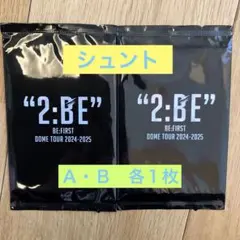 シュント
“2:BE” “2:BE”
BE:FIRST BE:FIRST
DOME TOUR 2024-2025 DOME TOUR 2024-2025
A・B 各1枚